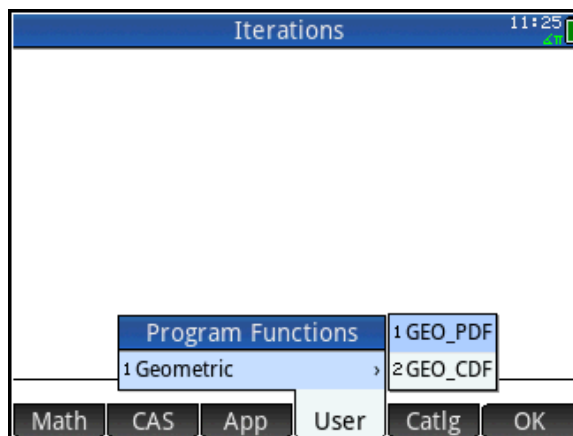 Iterations 11:25
∡π
Program Functions
1 Geometric ›
1 GEO_PDF
2 GEO_CDF
Math CAS App User Catlg OK